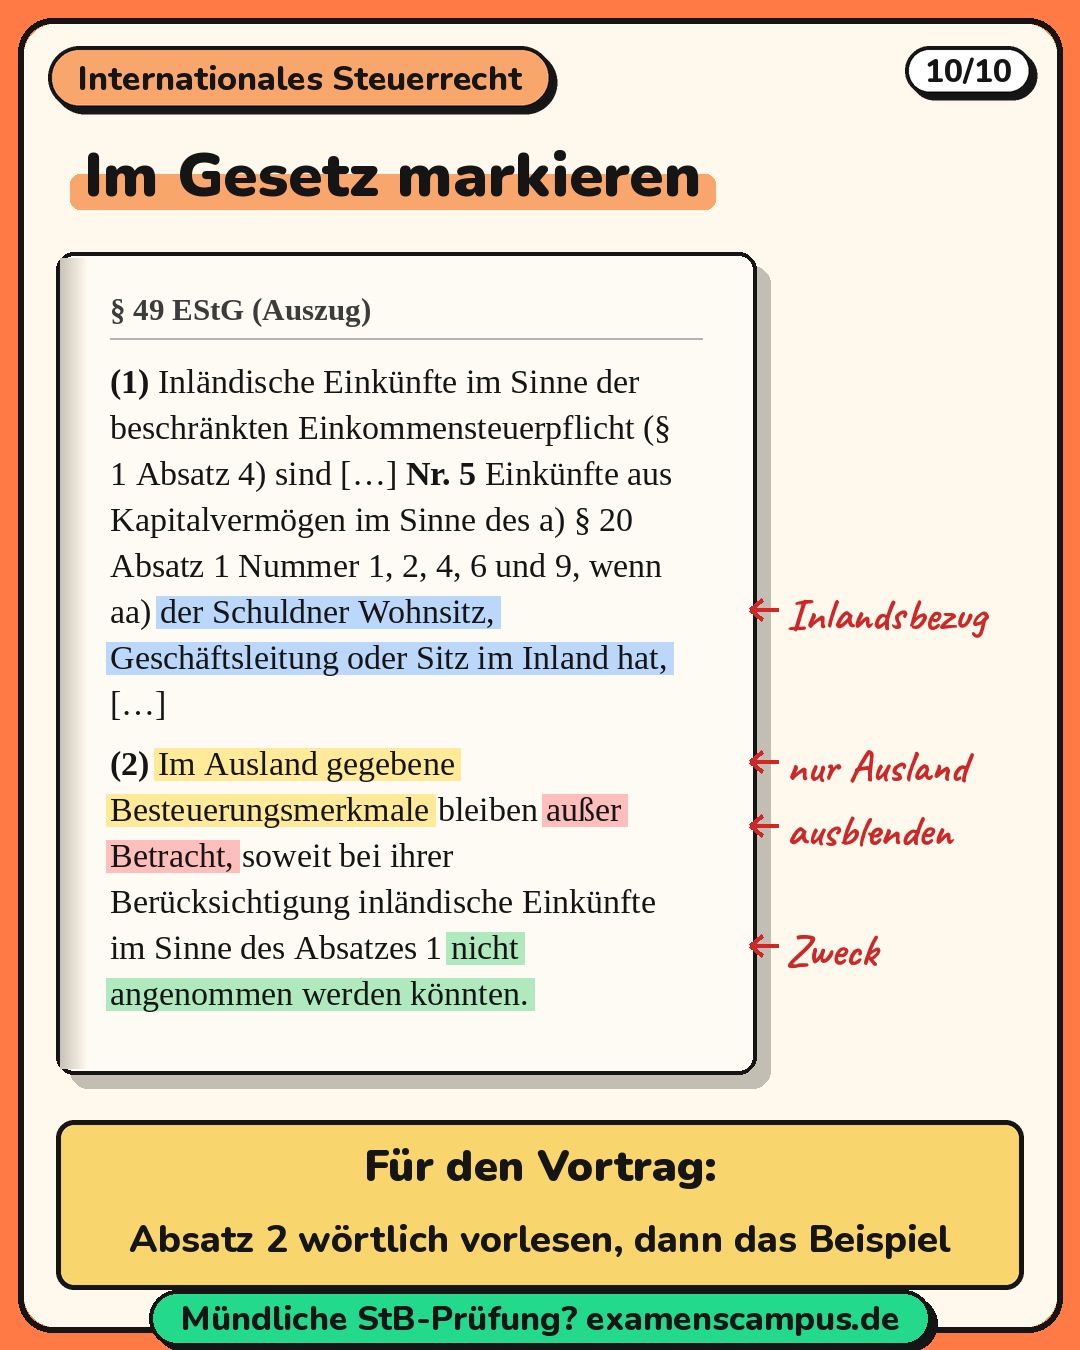 Internationales Steuerrecht
10/10
Im Gesetz markieren
§ 49 EStG (Auszug)
(1) Inländische Einkünfte im Sinne der
beschränkten Einkommensteuerpflicht (§
1 Absatz 4) sind […] Nr. 5 Einkünfte aus
Kapitalvermögen im Sinne des a) § 20
Absatz 1 Nummer 1, 2, 4, 6 und 9, wenn
aa) der Schuldner Wohnsitz,
Inlandsbezug
Geschäftsleitung oder Sitz im Inland hat,
[…]
(2) Im Ausland gegebene
nur Ausland
Besteuerungsmerkmale bleiben außer
ausblenden
Betracht, soweit bei ihrer
Berücksichtigung inländische Einkünfte
im Sinne des Absatzes 1 nicht
Zweck
angenommen werden könnten.
Für den Vortrag:
Absatz 2 wörtlich vorlesen, dann das Beispiel
Mündliche StB-Prüfung? examenscampus.de